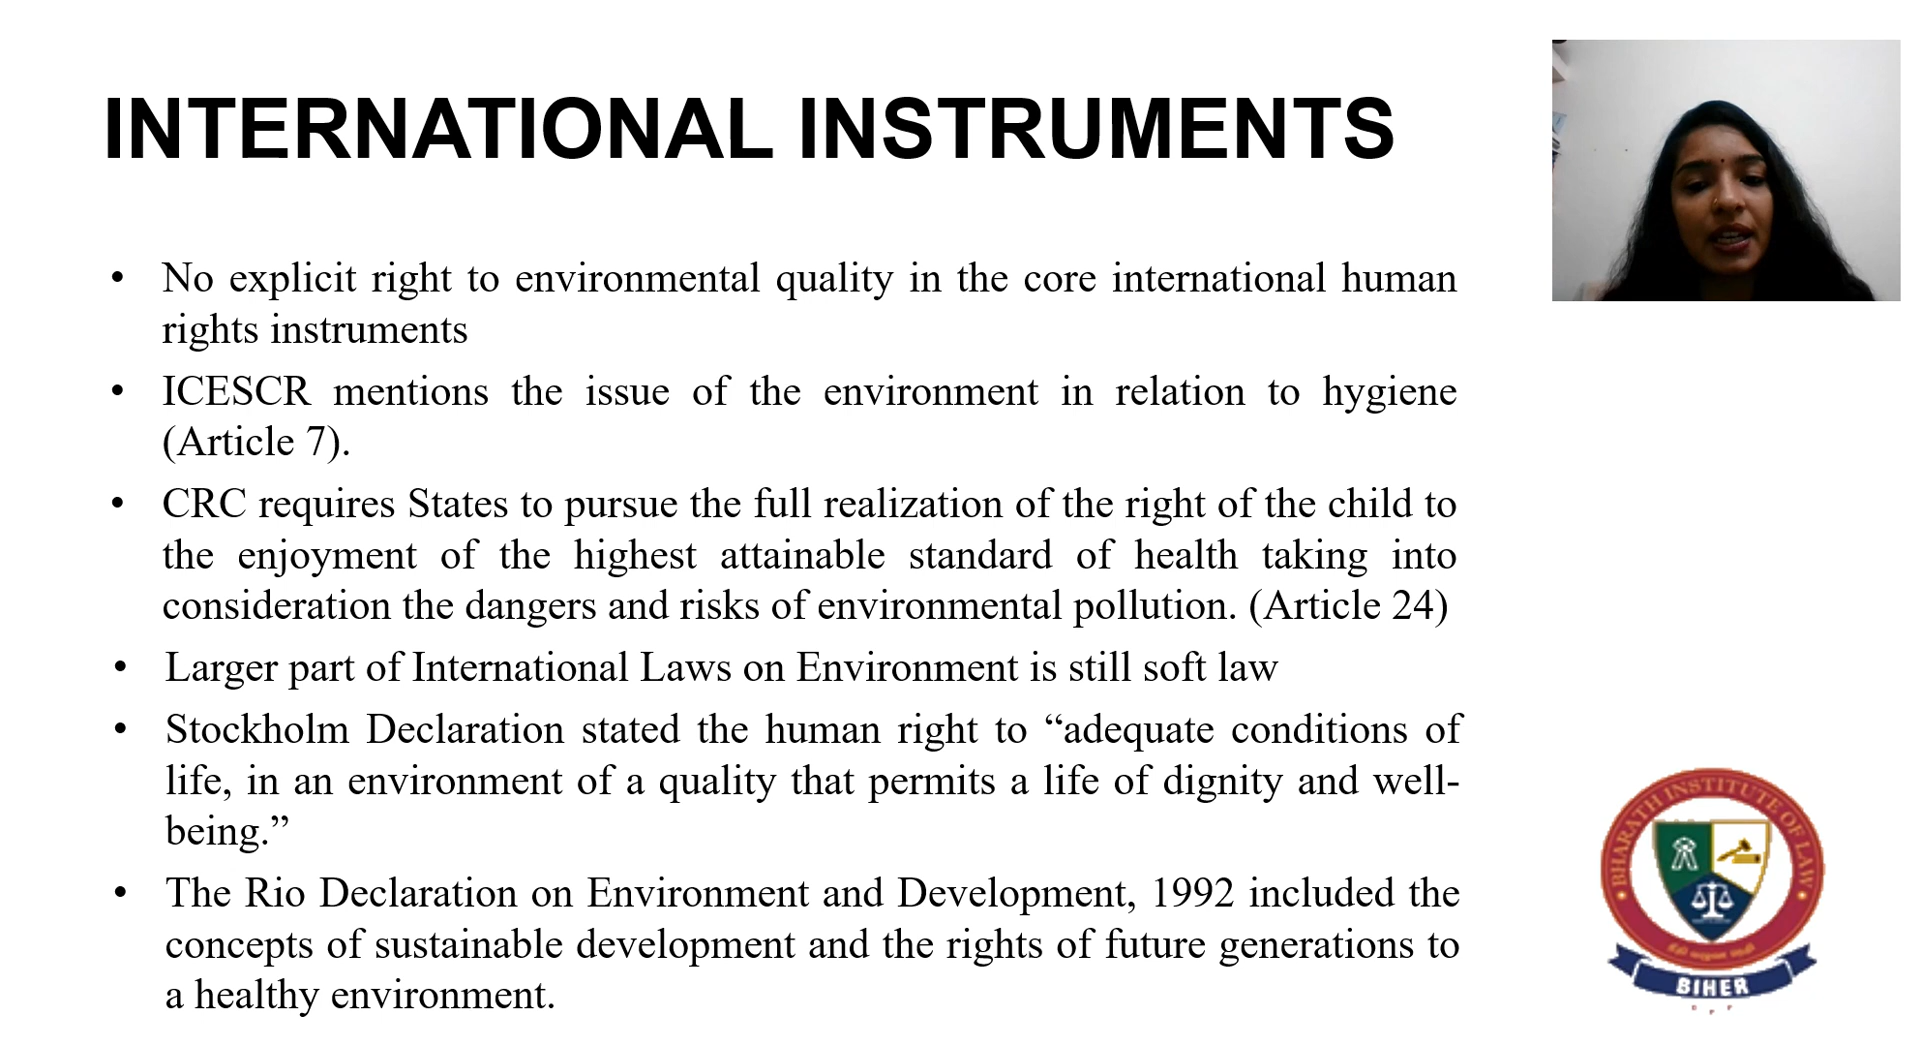 INTERNATIONAL INSTRUMENTS
• No explicit right to environmental quality in the core international human
rights instruments
• ICESCR mentions the issue of the environment in relation to hygiene
(Article 7).
• CRC requires States to pursue the full realization of the right of the child to
the enjoyment of the highest attainable standard of health taking into
consideration the dangers and risks of environmental pollution. (Article 24)
• Larger part of International Laws on Environment is still soft law
• Stockholm Declaration stated the human right to “adequate conditions of
life, in an environment of a quality that permits a life of dignity and well-
being.”
• The Rio Declaration on Environment and Development, 1992 included the
concepts of sustainable development and the rights of future generations to
a healthy environment.
BHARATH INSTITUTE OF LAW
BIHER